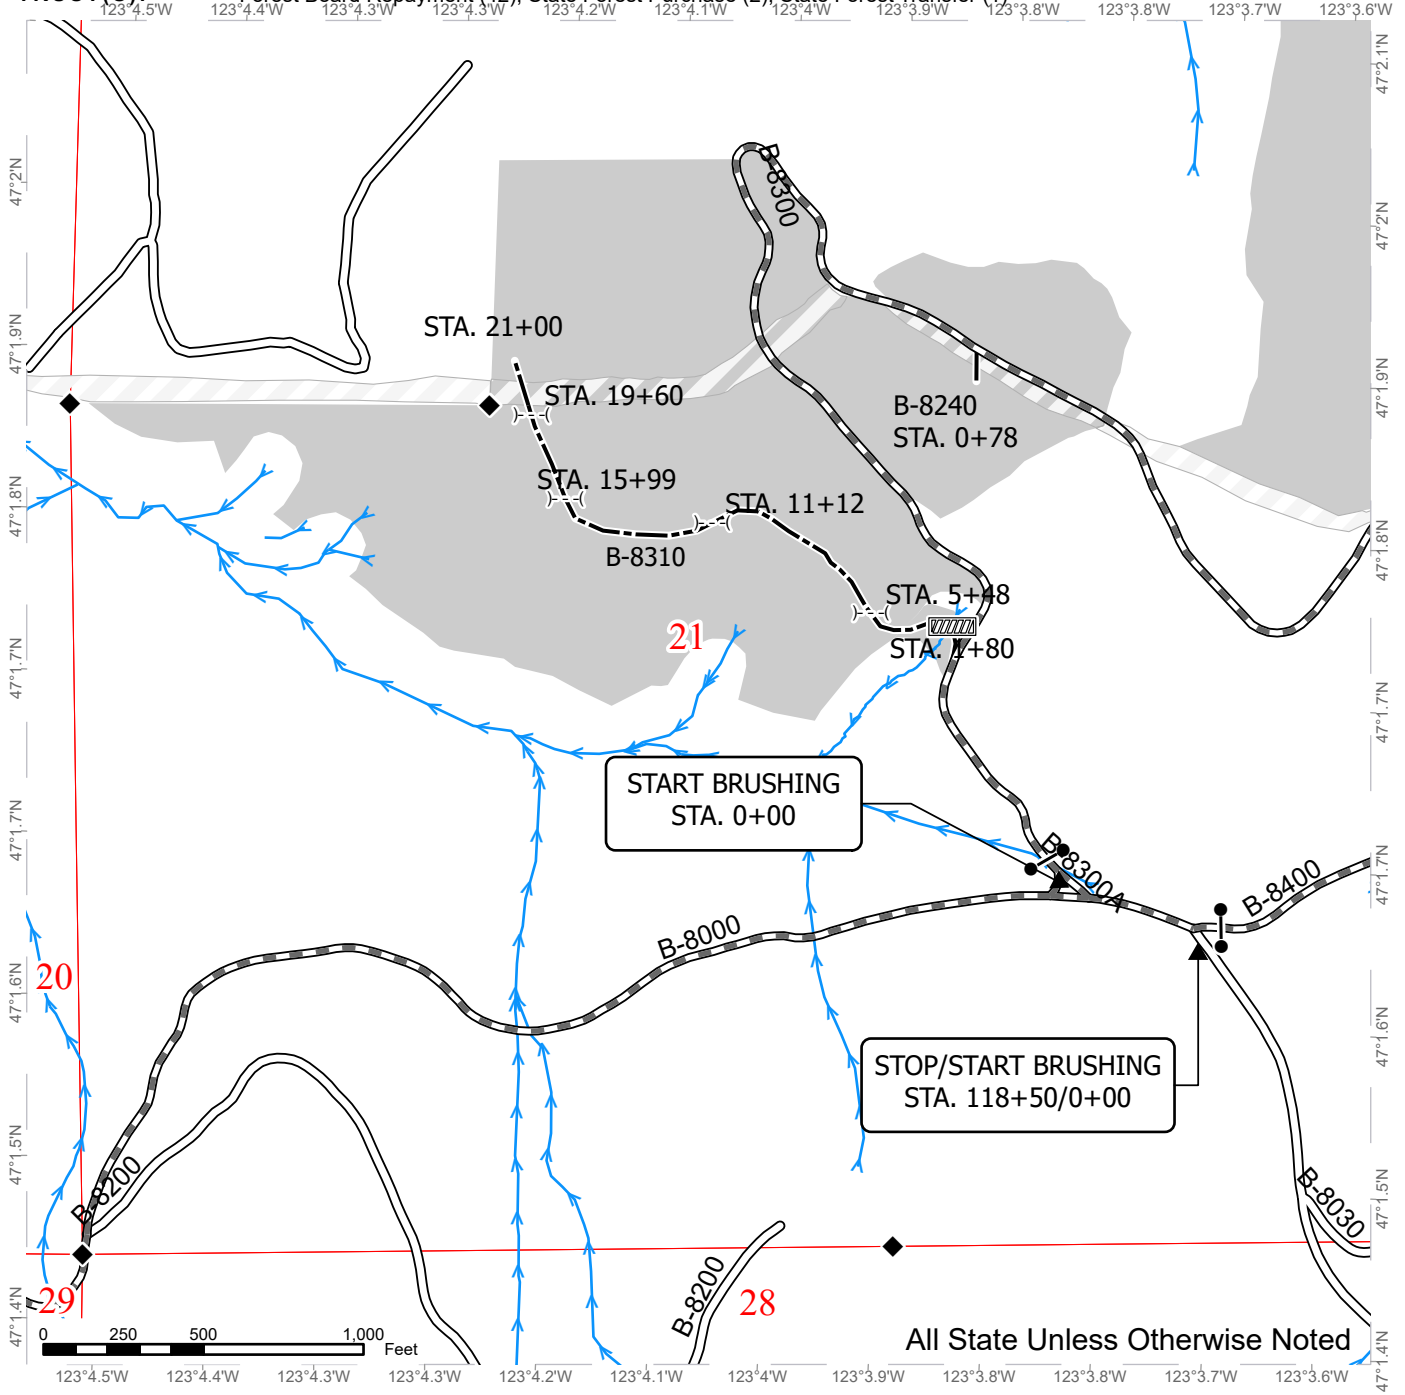 123°4.5'W 123°4.4'W 123°4.3'W 123°4.2'W 123°4.1'W 123°4'W 123°3.9'W 123°3.8'W 123°3.8'W 123°3.7'W 123°3.6'W
47°2.1'N
47°2'N
47°2'N
B-8300
STA. 21+00
47°1.9'N
47°1.9'N
STA. 19+60
B-8240
STA. 0+78
STA. 15+99
STA. 11+12
47°1.8'N
47°1.8'N
B-8310
STA. 5+48
21
STA. 1+80
47°1.7'N
47°1.7'N
START BRUSHING
STA. 0+00
47°1.7'N
47°1.7'N
B-8300A
B-8400
B-8000
20
47°1.6'N
47°1.6'N
STOP/START BRUSHING
STA. 118+50/0+00
47°1.5'N
47°1.5'N
B-8200
B-8030
29
B-8200
28
47°1.4'N
47°1.4'N
0 250 500 1,000
Feet
All State Unless Otherwise Noted
123°4.5'W 123°4.4'W 123°4.3'W 123°4.3'W 123°4.2'W 123°4.1'W 123°4'W 123°3.9'W 123°3.8'W 123°3.7'W 123°3.6'W